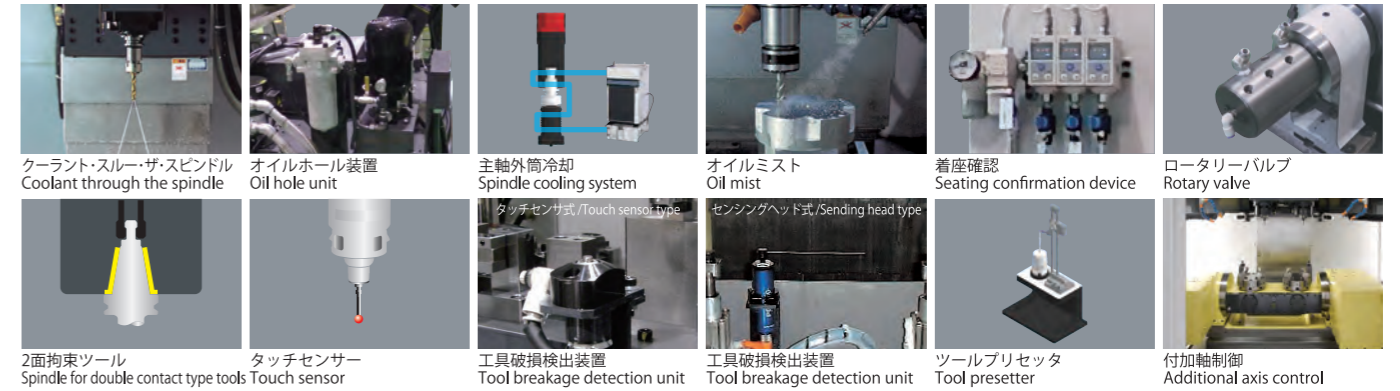 クーラント・スルー・ザ・スピンドル
Coolant through the spindle
オイルホール装置
Oil hole unit
主軸外筒冷却
Spindle cooling system
オイルミスト
Oil mist
着座確認
Seating confirmation device
ロータリーバルブ
Rotary valve
2面拘束ツール
Spindle for double contact type tools
タッチセンサー
Touch sensor
タッチセンサ式 /Touch sensor type
工具破損検出装置
Tool breakage detection unit
センシングヘッド式 /Sending head type
工具破損検出装置
Tool breakage detection unit
ツールプリセッタ
Tool presetter
付加軸制御
Additional axis control